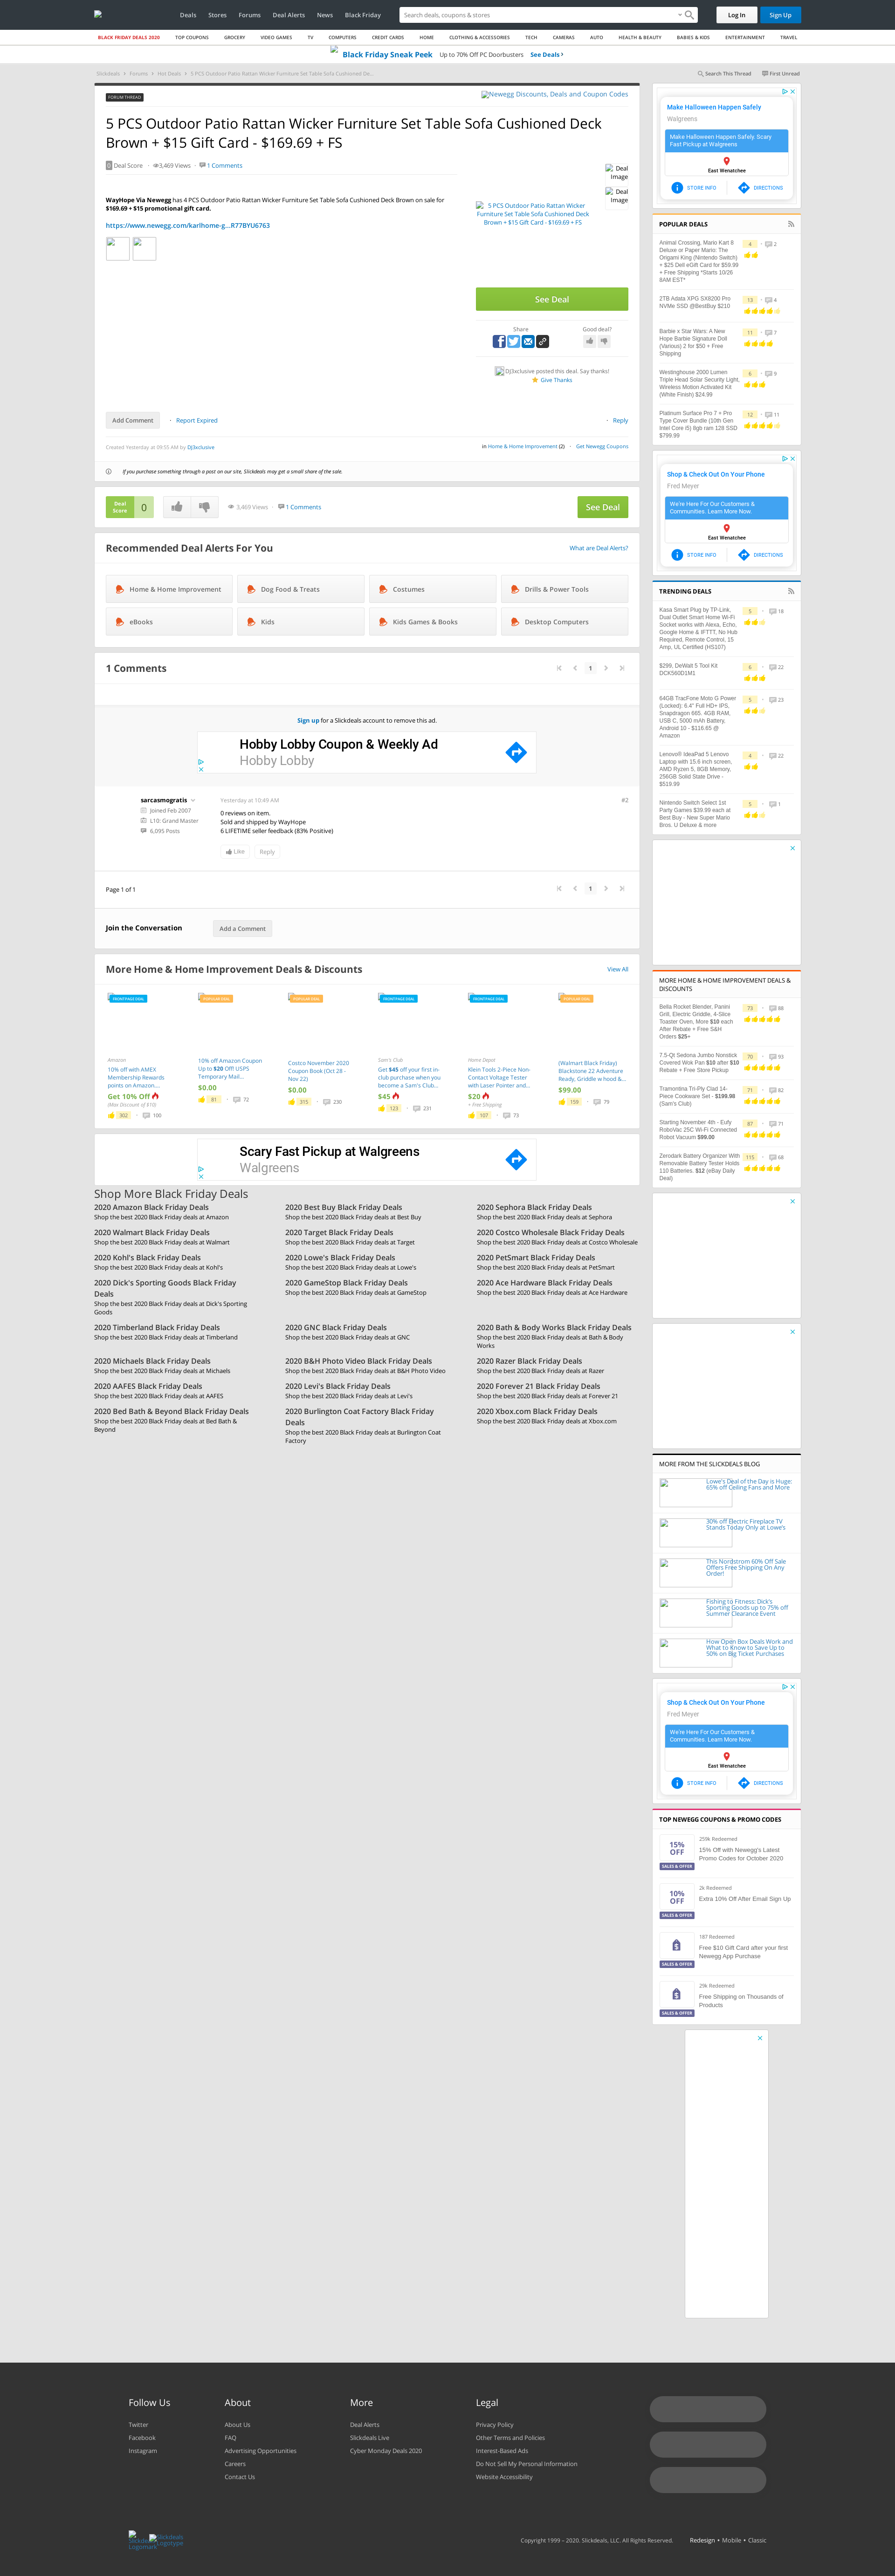 Deals Stores Forums Deal Alerts News Black Friday
Search deals, coupons & stores
Log In
Sign Up
BLACK FRIDAY DEALS 2020 TOP COUPONS GROCERY VIDEO GAMES TV COMPUTERS CREDIT CARDS HOME CLOTHING & ACCESSORIES TECH CAMERAS AUTO HEALTH & BEAUTY BABIES & KIDS ENTERTAINMENT TRAVEL
Black Friday Sneak Peek Up to 70% Off PC Doorbusters See Deals
Slickdeals Forums Hot Deals 5 PCS Outdoor Patio Rattan Wicker Furniture Set Table Sofa Cushioned De...
Search This Thread First Unread
FORUM THREAD
Newegg Discounts, Deals and Coupon Codes
5 PCS Outdoor Patio Rattan Wicker Furniture Set Table Sofa Cushioned Deck
Brown + $15 Gift Card - $169.69 + FS
0 Deal Score 3,469 Views 1 Comments
WayHope Via Newegg has 4 PCS Outdoor Patio Rattan Wicker Furniture Set Table Sofa Cushioned Deck Brown on sale for
$169.69 + $15 promotional gift card.
https://www.newegg.com/karlhome-g...R77BYU6763
5 PCS Outdoor Patio Rattan Wicker
Furniture Set Table Sofa Cushioned Deck
Brown + $15 Gift Card - $169.69 + FS
Deal
Image
Deal
Image
See Deal
Share
Good deal?
DJ3xclusive posted this deal. Say thanks!
Give Thanks
Add Comment
Report Expired
Reply
Created Yesterday at 09:55 AM by DJ3xclusive
in Home & Home Improvement (2) Get Newegg Coupons
If you purchase something through a post on our site, Slickdeals may get a small share of the sale.
Deal
Score
0
3,469 Views 1 Comments
See Deal
Recommended Deal Alerts For You
What are Deal Alerts?
Home & Home Improvement
Dog Food & Treats
Costumes
Drills & Power Tools
eBooks
Kids
Kids Games & Books
Desktop Computers
1 Comments
1
Sign up for a Slickdeals account to remove this ad.
Hobby Lobby Coupon & Weekly Ad
Hobby Lobby
sarcasmogratis
Joined Feb 2007
L10: Grand Master
6,095 Posts
Yesterday at 10:49 AM
#2
0 reviews on item.
Sold and shipped by WayHope
6 LIFETIME seller feedback (83% Positive)
Like
Reply
Page 1 of 1
1
Join the Conversation
Add a Comment
More Home & Home Improvement Deals & Discounts
View All
FRONTPAGE DEAL
Amazon
10% off with AMEX
Membership Rewards
points on Amazon....
Get 10% Off
(Max Discount of $10)
302 100
POPULAR DEAL
10% off Amazon Coupon
Up to $20 Off! USPS
Temporary Mail...
$0.00
81 72
POPULAR DEAL
Costco November 2020
Coupon Book (Oct 28 -
Nov 22)
$0.00
315 230
FRONTPAGE DEAL
Sam's Club
Get $45 off your first in-
club purchase when you
become a Sam's Club...
$45
123 231
FRONTPAGE DEAL
Home Depot
Klein Tools 2-Piece Non-
Contact Voltage Tester
with Laser Pointer and...
$20
+ Free Shipping
107 73
POPULAR DEAL
(Walmart Black Friday)
Blackstone 22 Adventure
Ready, Griddle w hood &...
$99.00
159 79
Scary Fast Pickup at Walgreens
Walgreens
Shop More Black Friday Deals
2020 Amazon Black Friday Deals
Shop the best 2020 Black Friday deals at Amazon
2020 Best Buy Black Friday Deals
Shop the best 2020 Black Friday deals at Best Buy
2020 Sephora Black Friday Deals
Shop the best 2020 Black Friday deals at Sephora
2020 Walmart Black Friday Deals
Shop the best 2020 Black Friday deals at Walmart
2020 Target Black Friday Deals
Shop the best 2020 Black Friday deals at Target
2020 Costco Wholesale Black Friday Deals
Shop the best 2020 Black Friday deals at Costco Wholesale
2020 Kohl's Black Friday Deals
Shop the best 2020 Black Friday deals at Kohl's
2020 Lowe's Black Friday Deals
Shop the best 2020 Black Friday deals at Lowe's
2020 PetSmart Black Friday Deals
Shop the best 2020 Black Friday deals at PetSmart
2020 Dick's Sporting Goods Black Friday
Deals
Shop the best 2020 Black Friday deals at Dick's Sporting
Goods
2020 GameStop Black Friday Deals
Shop the best 2020 Black Friday deals at GameStop
2020 Ace Hardware Black Friday Deals
Shop the best 2020 Black Friday deals at Ace Hardware
2020 Timberland Black Friday Deals
Shop the best 2020 Black Friday deals at Timberland
2020 GNC Black Friday Deals
Shop the best 2020 Black Friday deals at GNC
2020 Bath & Body Works Black Friday Deals
Shop the best 2020 Black Friday deals at Bath & Body
Works
2020 Michaels Black Friday Deals
Shop the best 2020 Black Friday deals at Michaels
2020 B&H Photo Video Black Friday Deals
Shop the best 2020 Black Friday deals at B&H Photo Video
2020 Razer Black Friday Deals
Shop the best 2020 Black Friday deals at Razer
2020 AAFES Black Friday Deals
Shop the best 2020 Black Friday deals at AAFES
2020 Levi's Black Friday Deals
Shop the best 2020 Black Friday deals at Levi's
2020 Forever 21 Black Friday Deals
Shop the best 2020 Black Friday deals at Forever 21
2020 Bed Bath & Beyond Black Friday Deals
Shop the best 2020 Black Friday deals at Bed Bath &
Beyond
2020 Burlington Coat Factory Black Friday
Deals
Shop the best 2020 Black Friday deals at Burlington Coat
Factory
2020 Xbox.com Black Friday Deals
Shop the best 2020 Black Friday deals at Xbox.com
Make Halloween Happen Safely
Walgreens
Make Halloween Happen Safely. Scary
Fast Pickup at Walgreens
East Wenatchee
STORE INFO
DIRECTIONS
POPULAR DEALS
Animal Crossing, Mario Kart 8
Deluxe or Paper Mario: The
Origami King (Nintendo Switch)
+ $25 Dell eGift Card for $59.99
+ Free Shipping *Starts 10/26
8AM EST*
4 2
2TB Adata XPG SX8200 Pro
NVMe SSD @BestBuy $210
13 4
Barbie x Star Wars: A New
Hope Barbie Signature Doll
(Various) 2 for $50 + Free
Shipping
11 7
Westinghouse 2000 Lumen
Triple Head Solar Security Light,
Wireless Motion Activated Kit
(White Finish) $24.99
6 9
Platinum Surface Pro 7 + Pro
Type Cover Bundle (10th Gen
Intel Core i5) 8gb ram 128 SSD
$799.99
12 11
Shop & Check Out On Your Phone
Fred Meyer
We're Here For Our Customers &
Communities. Learn More Now.
East Wenatchee
STORE INFO
DIRECTIONS
TRENDING DEALS
Kasa Smart Plug by TP-Link,
Dual Outlet Smart Home Wi-Fi
Socket works with Alexa, Echo,
Google Home & IFTTT, No Hub
Required, Remote Control, 15
Amp, UL Certified (HS107)
5 18
$299, DeWalt 5 Tool Kit
DCK560D1M1
6 22
64GB TracFone Moto G Power
(Locked): 6.4" Full HD+ IPS,
Snapdragon 665, 4GB RAM,
USB C, 5000 mAh Battery,
Android 10 - $116.65 @
Amazon
5 23
Lenovo® IdeaPad 5 Lenovo
Laptop with 15.6 inch screen,
AMD Ryzen 5, 8GB Memory,
256GB Solid State Drive -
$519.99
4 22
Nintendo Switch Select 1st
Party Games $39.99 each at
Best Buy - New Super Mario
Bros. U Deluxe & more
5 1
MORE HOME & HOME IMPROVEMENT DEALS &
DISCOUNTS
Bella Rocket Blender, Panini
Grill, Electric Griddle, 4-Slice
Toaster Oven, More $10 each
After Rebate + Free S&H
Orders $25+
73 88
7.5-Qt Sedona Jumbo Nonstick
Covered Wok Pan $10 after $10
Rebate + Free Store Pickup
70 93
Tramontina Tri-Ply Clad 14-
Piece Cookware Set - $199.98
(Sam's Club)
71 82
Starting November 4th - Eufy
RoboVac 25C Wi-Fi Connected
Robot Vacuum $99.00
87 71
Zerodark Battery Organizer With
Removable Battery Tester Holds
110 Batteries. $12 (eBay Daily
Deal)
115 68
MORE FROM THE SLICKDEALS BLOG
Lowe's Deal of the Day is Huge:
65% off Ceiling Fans and More
30% off Electric Fireplace TV
Stands Today Only at Lowe's
This Nordstrom 60% Off Sale
Offers Free Shipping On Any
Order!
Fishing to Fitness: Dick's
Sporting Goods up to 75% off
Summer Clearance Event
How Open Box Deals Work and
What to Know to Save Up to
50% on Big Ticket Purchases
Shop & Check Out On Your Phone
Fred Meyer
We're Here For Our Customers &
Communities. Learn More Now.
East Wenatchee
STORE INFO
DIRECTIONS
TOP NEWEGG COUPONS & PROMO CODES
15%
OFF
SALES & OFFER
259k Redeemed
15% Off with Newegg's Latest
Promo Codes for October 2020
10%
OFF
SALES & OFFER
2k Redeemed
Extra 10% Off After Email Sign Up
SALES & OFFER
187 Redeemed
Free $10 Gift Card after your first
Newegg App Purchase
SALES & OFFER
29k Redeemed
Free Shipping on Thousands of
Products
Follow Us
Twitter
Facebook
Instagram
About
About Us
FAQ
Advertising Opportunities
Careers
Contact Us
More
Deal Alerts
Slickdeals Live
Cyber Monday Deals 2020
Legal
Privacy Policy
Other Terms and Policies
Interest-Based Ads
Do Not Sell My Personal Information
Website Accessibility
Slickdeals
Logotype
Copyright 1999 – 2020. Slickdeals, LLC. All Rights Reserved. Redesign • Mobile • Classic